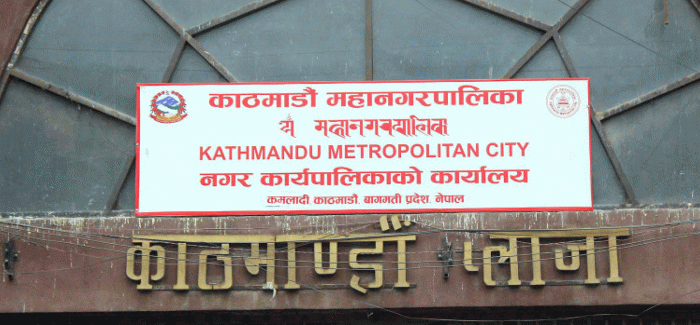 काठमाडौं महानगरपालिका
KATHMANDU METROPOLITAN CITY
नगर कार्यपालिकाको कार्यालय
कमलादी, काठमाडौं, बागमती प्रदेश, नेपाल
काठमाण्डौं प्लाजा